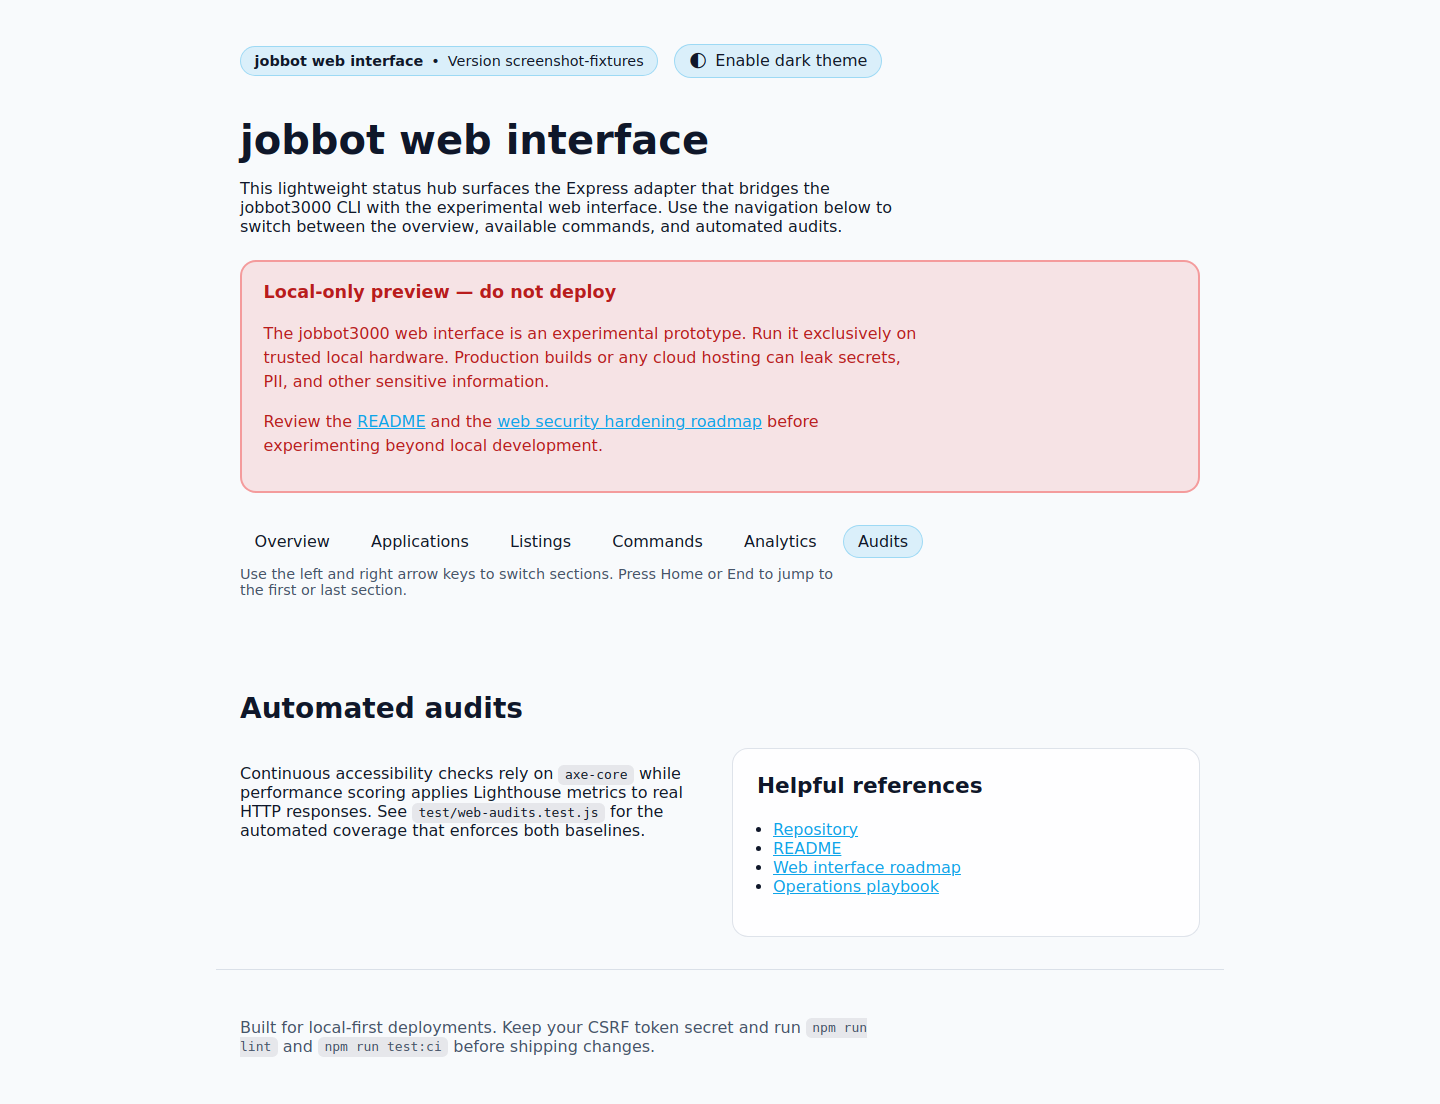 jobbot web interface • Version screenshot-fixtures
Enable dark theme
jobbot web interface
This lightweight status hub surfaces the Express adapter that bridges the
jobbot3000 CLI with the experimental web interface. Use the navigation below to
switch between the overview, available commands, and automated audits.
Local-only preview — do not deploy
The jobbot3000 web interface is an experimental prototype. Run it exclusively on
trusted local hardware. Production builds or any cloud hosting can leak secrets,
PII, and other sensitive information.
Review the README and the web security hardening roadmap before
experimenting beyond local development.
Overview Applications Listings Commands Analytics Audits
Use the left and right arrow keys to switch sections. Press Home or End to jump to
the first or last section.
Automated audits
Continuous accessibility checks rely on axe-core while
performance scoring applies Lighthouse metrics to real
HTTP responses. See test/web-audits.test.js for the
automated coverage that enforces both baselines.
Helpful references
• Repository
• README
• Web interface roadmap
• Operations playbook
Built for local-first deployments. Keep your CSRF token secret and run npm run
lint and npm run test:ci before shipping changes.